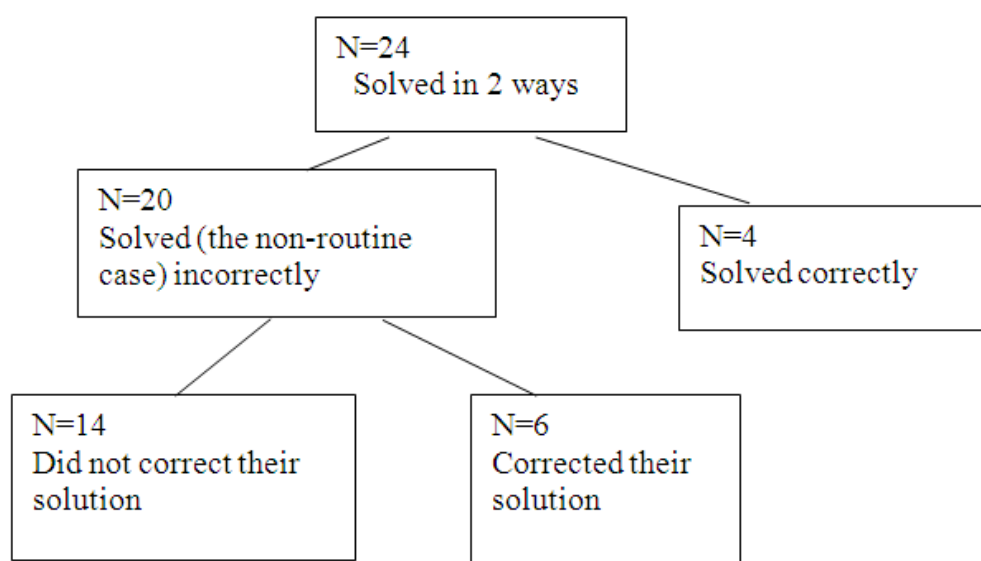 N=24
Solved in 2 ways
N=20
Solved (the non-routine
case) incorrectly
N=4
Solved correctly
N=14
Did not correct their
solution
N=6
Corrected their
solution